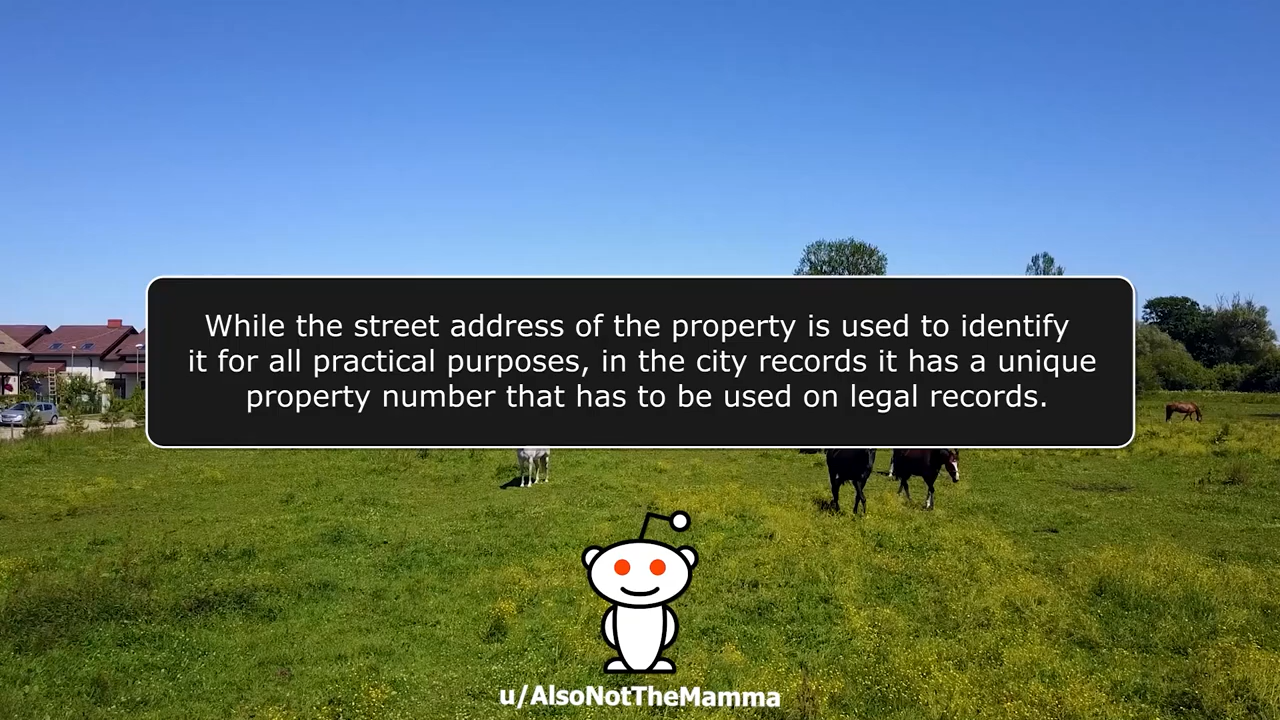 While the street address of the property is used to identify
it for all practical purposes, in the city records it has a unique
property number that has to be used on legal records.
u/AlsoNotTheMamma